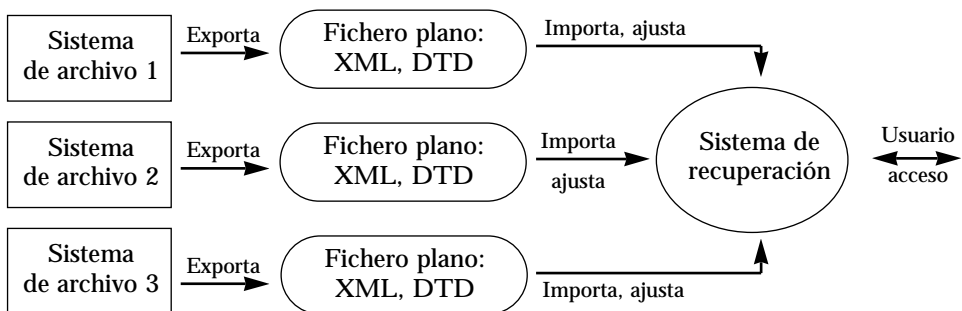 Sistema
de archivo 1
Exporta
Fichero plano:
XML, DTD
Importa, ajusta
Sistema
de archivo 2
Exporta
Fichero plano:
XML, DTD
Importa
ajusta
Sistema de
recuperación
Usuario
acceso
Sistema
de archivo 3
Exporta
Fichero plano:
XML, DTD
Importa, ajusta